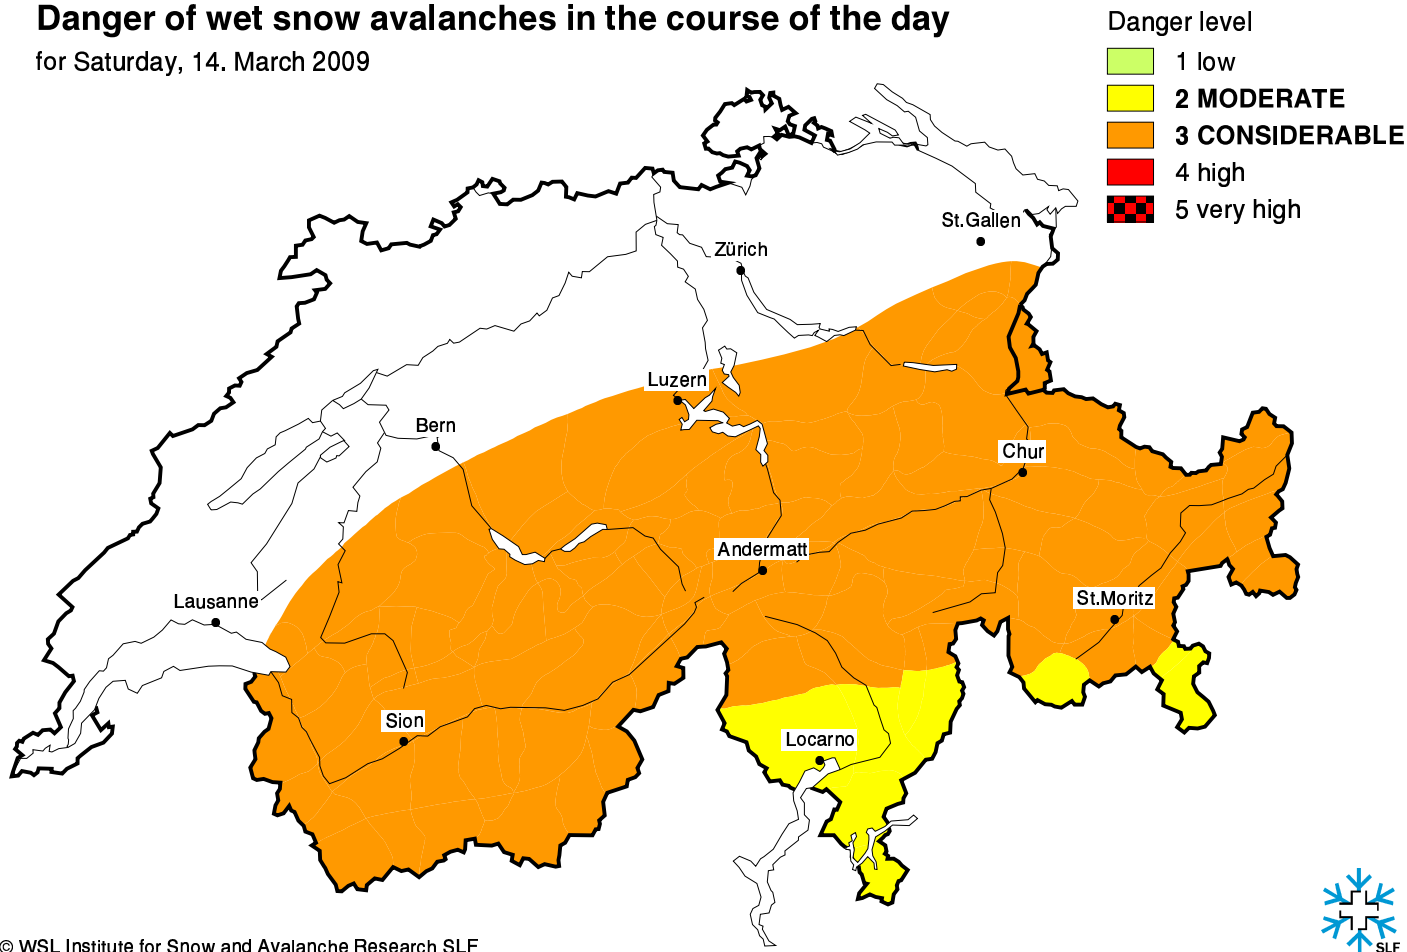 Danger of wet snow avalanches in the course of the day
for Saturday, 14. March 2009
Danger level
1 low
2 MODERATE
3 CONSIDERABLE
4 high
5 very high
St.Gallen
Zürich
Luzern
Bern
Chur
Andermatt
Lausanne
St.Moritz
Sion
Locarno
© WSL Institute for Snow and Avalanche Research SLF
SLF